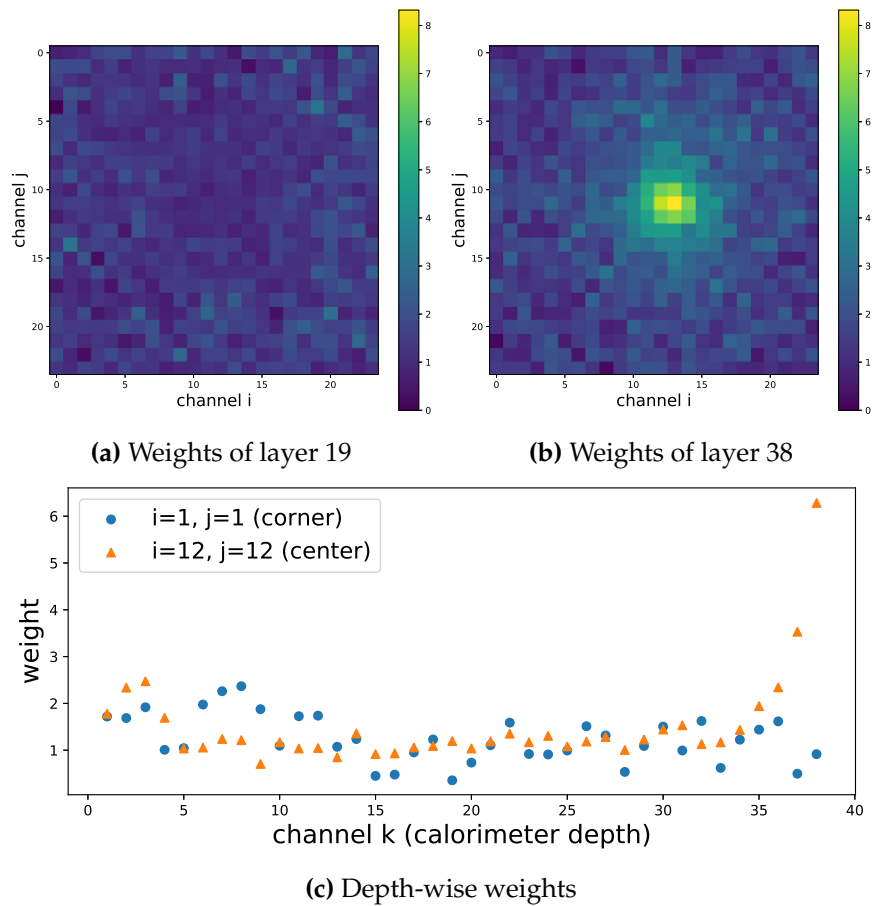 0
5
10
15
20
channel j
0 5 10 15 20
channel i
8
7
6
5
4
3
2
1
0
0
5
10
15
20
channel j
0 5 10 15 20
channel i
8
7
6
5
4
3
2
1
0
(a) Weights of layer 19
(b) Weights of layer 38
i=1, j=1 (corner)
i=12, j=12 (center)
6
5
4
3
2
1
weight
0 5 10 15 20 25 30 35 40
channel k (calorimeter depth)
(c) Depth-wise weights